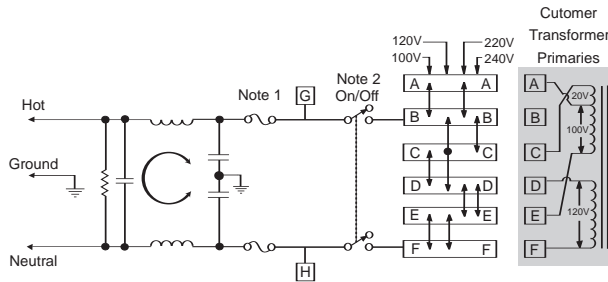 Cutomer
Transformer
Primaries
120V 220V
100V 240V
Note 1
Note 2
On/Off
Hot
Ground
Neutral
G
H
A A
B B
C C
D D
E E
F F
A
B
C
D
E
F
20V
100V
120V